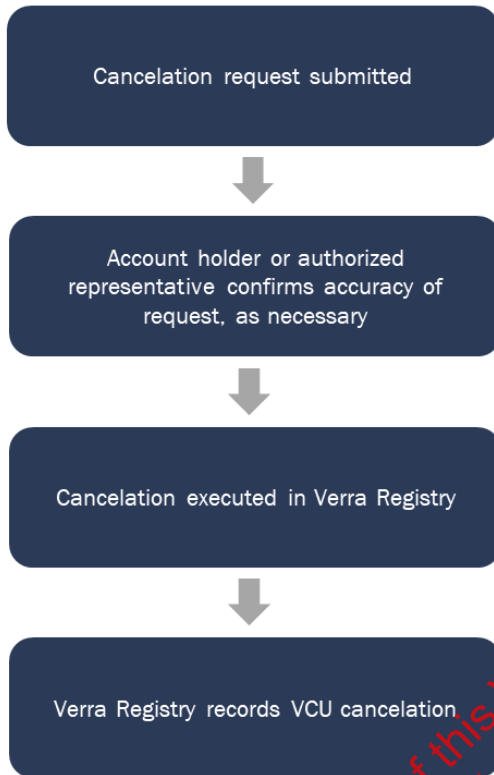 Cancelation request submitted
Account holder or authorized
representative confirms accuracy of
request, as necessary
Cancelation executed in Verra Registry
Verra Registry records VCU cancelation
f this